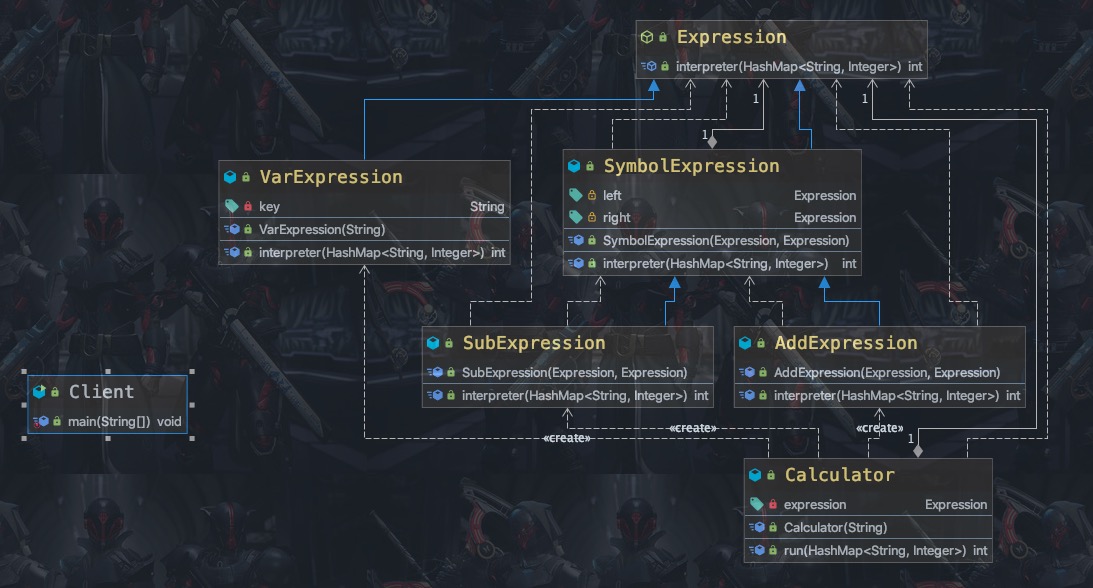 Expression
interpreter(HashMap<String, Integer>) int
1
1
1
VarExpression
key String
VarExpression(String)
interpreter(HashMap<String, Integer>) int
SymbolExpression
left Expression
right Expression
SymbolExpression(Expression, Expression)
interpreter(HashMap<String, Integer>) int
SubExpression
SubExpression(Expression, Expression)
interpreter(HashMap<String, Integer>) int
AddExpression
AddExpression(Expression, Expression)
interpreter(HashMap<String, Integer>) int
Client
main(String[]) void
«create»
«create»
«create»
1
Calculator
expression Expression
Calculator(String)
run(HashMap<String, Integer>) int